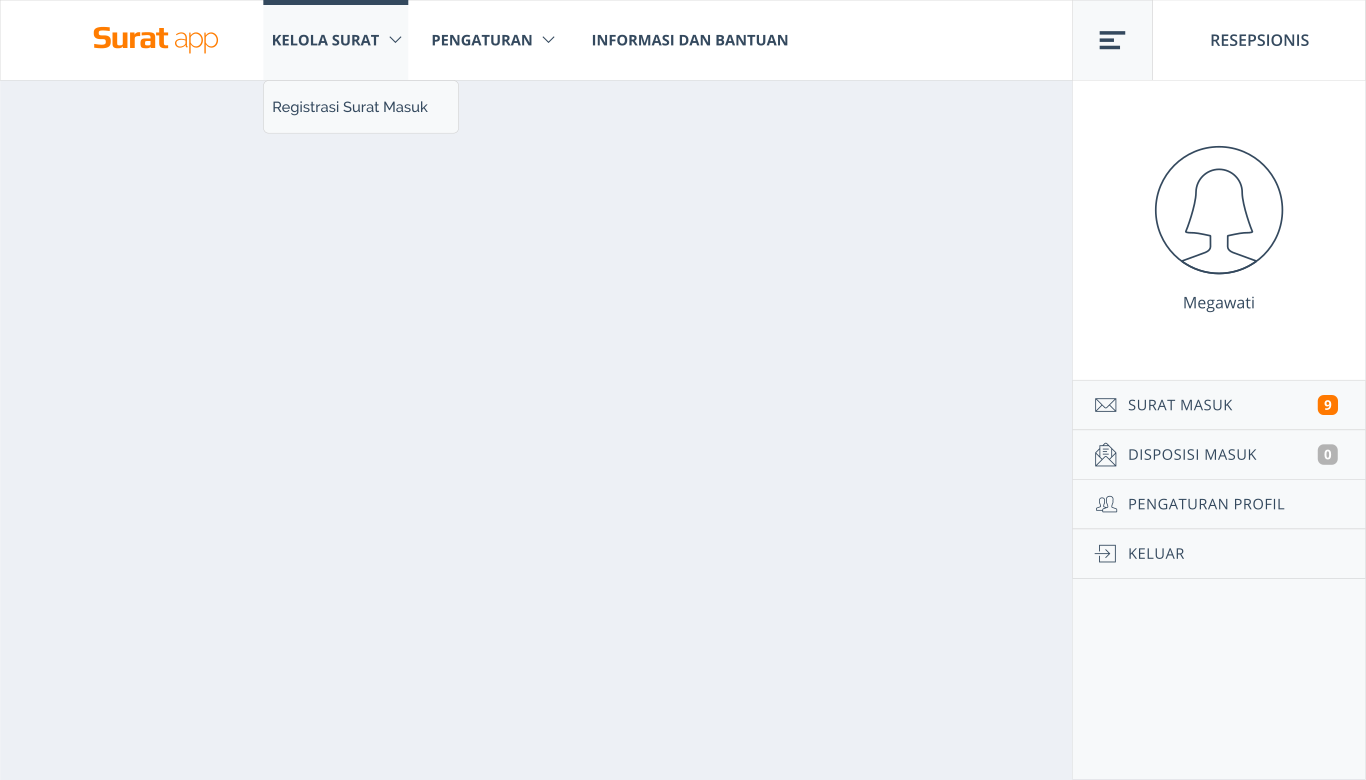 Surat app
KELOLA SURAT
PENGATURAN
INFORMASI DAN BANTUAN
RESEPSIONIS
Registrasi Surat Masuk
Megawati
SURAT MASUK 9
DISPOSISI MASUK 0
PENGATURAN PROFIL
KELUAR